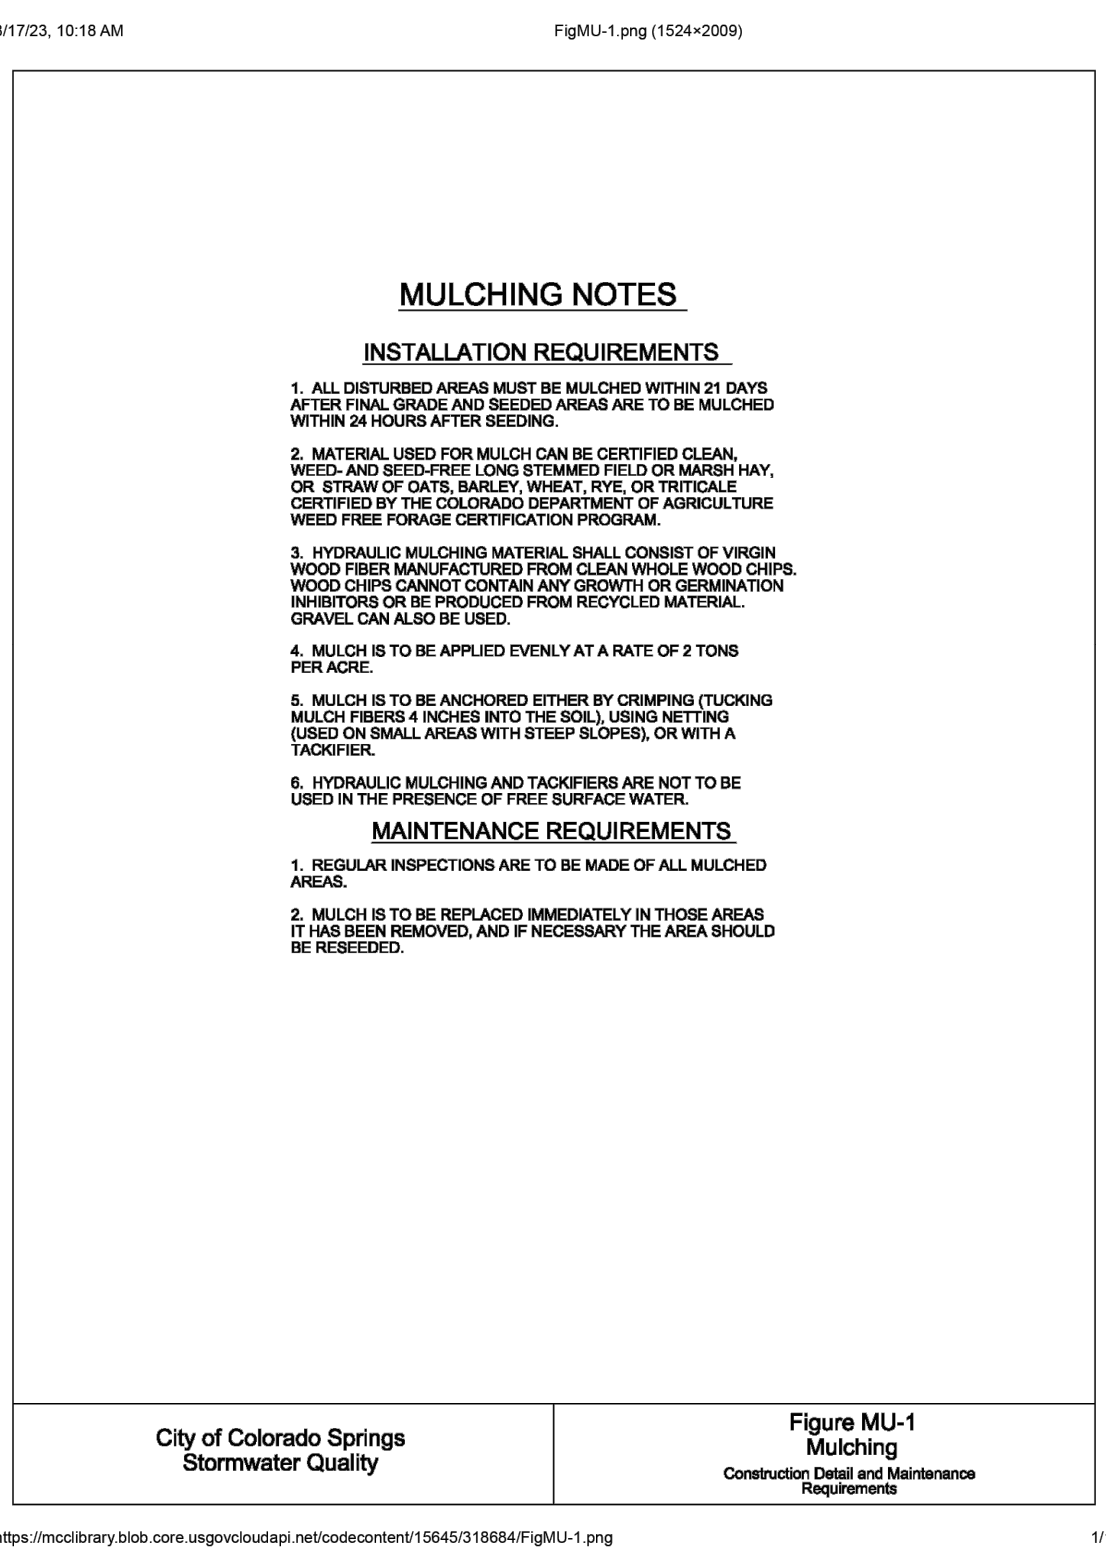 /17/23, 10:18 AM
FigMU-1.png (1524×2009)
MULCHING NOTES
INSTALLATION REQUIREMENTS
1. ALL DISTURBED AREAS MUST BE MULCHED WITHIN 21 DAYS
AFTER FINAL GRADE AND SEEDED AREAS ARE TO BE MULCHED
WITHIN 24 HOURS AFTER SEEDING.
2. MATERIAL USED FOR MULCH CAN BE CERTIFIED CLEAN,
WEED- AND SEED-FREE LONG STEMMED FIELD OR MARSH HAY,
OR STRAW OF OATS, BARLEY, WHEAT, RYE, OR TRITICALE
CERTIFIED BY THE COLORADO DEPARTMENT OF AGRICULTURE
WEED FREE FORAGE CERTIFICATION PROGRAM.
3. HYDRAULIC MULCHING MATERIAL SHALL CONSIST OF VIRGIN
WOOD FIBER MANUFACTURED FROM CLEAN WHOLE WOOD CHIPS.
WOOD CHIPS CANNOT CONTAIN ANY GROWTH OR GERMINATION
INHIBITORS OR BE PRODUCED FROM RECYCLED MATERIAL.
GRAVEL CAN ALSO BE USED.
4. MULCH IS TO BE APPLIED EVENLY AT A RATE OF 2 TONS
PER ACRE.
5. MULCH IS TO BE ANCHORED EITHER BY CRIMPING (TUCKING
MULCH FIBERS 4 INCHES INTO THE SOIL), USING NETTING
(USED ON SMALL AREAS WITH STEEP SLOPES), OR WITH A
TACKIFIER.
6. HYDRAULIC MULCHING AND TACKIFIERS ARE NOT TO BE
USED IN THE PRESENCE OF FREE SURFACE WATER.
MAINTENANCE REQUIREMENTS
1. REGULAR INSPECTIONS ARE TO BE MADE OF ALL MULCHED
AREAS.
2. MULCH IS TO BE REPLACED IMMEDIATELY IN THOSE AREAS
IT HAS BEEN REMOVED, AND IF NECESSARY THE AREA SHOULD
BE RESEEDED.
City of Colorado Springs
Stormwater Quality
Figure MU-1
Mulching
Construction Detail and Maintenance
Requirements
ttps://mcclibrary.blob.core.usgovcloudapi.net/codecontent/15645/318684/FigMU-1.png
1/